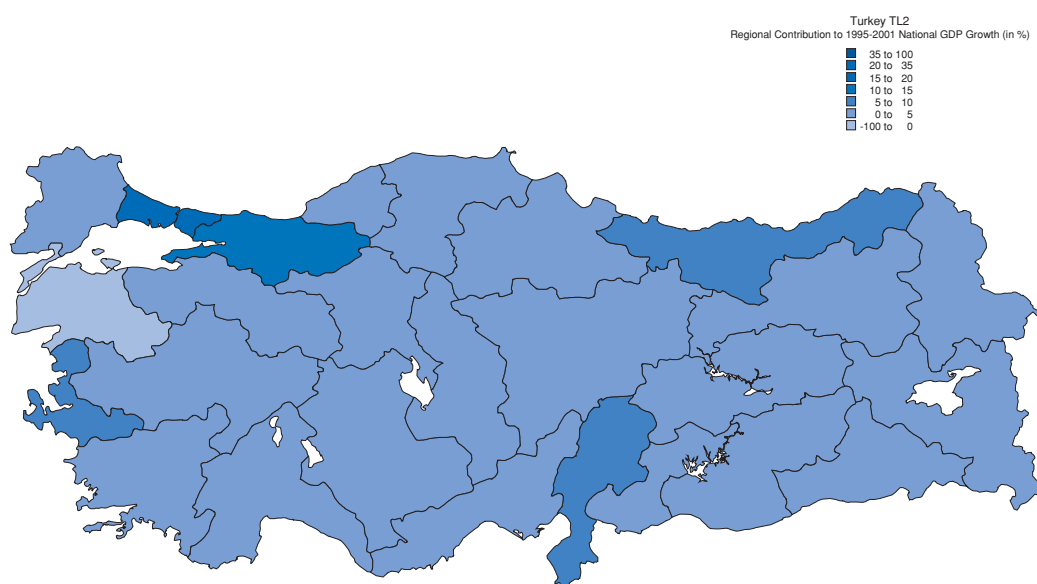 Turkey TL2
Regional Contribution to 1995-2001 National GDP Growth (in %)
35 to 100
20 to 35
15 to 20
10 to 15
5 to 10
0 to 5
-100 to 0